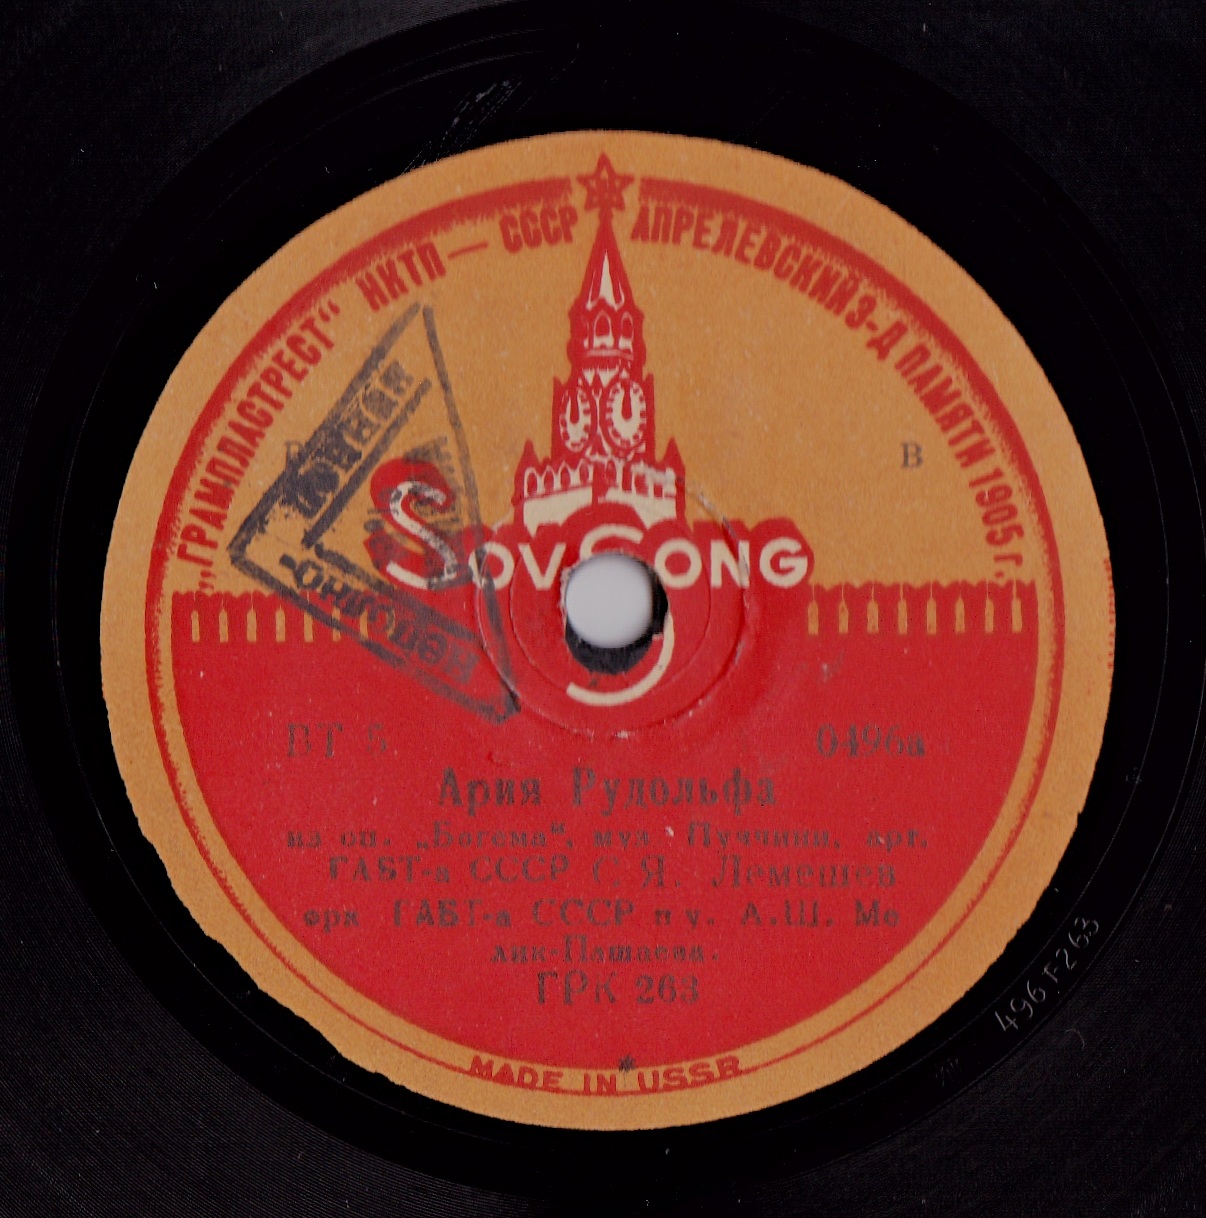 „ГРАМПЛАСТРЕСТ“ НКТП — СССР АПРЕЛЕВСКИЙ З-Д ПАМЯТИ 1905 г.
В
SovSong
ВТ 5 0496а
Ария Рудольфа
из оп. „Богема“, муз Пуччини, арт.
ГАБТ-а СССР С. Я. Лемешев
орк ГАБТ-а СССР п у. А.Ш. Ме
лик-Пашаева.
ГРК 263
MADE IN USSR
496 Г-263